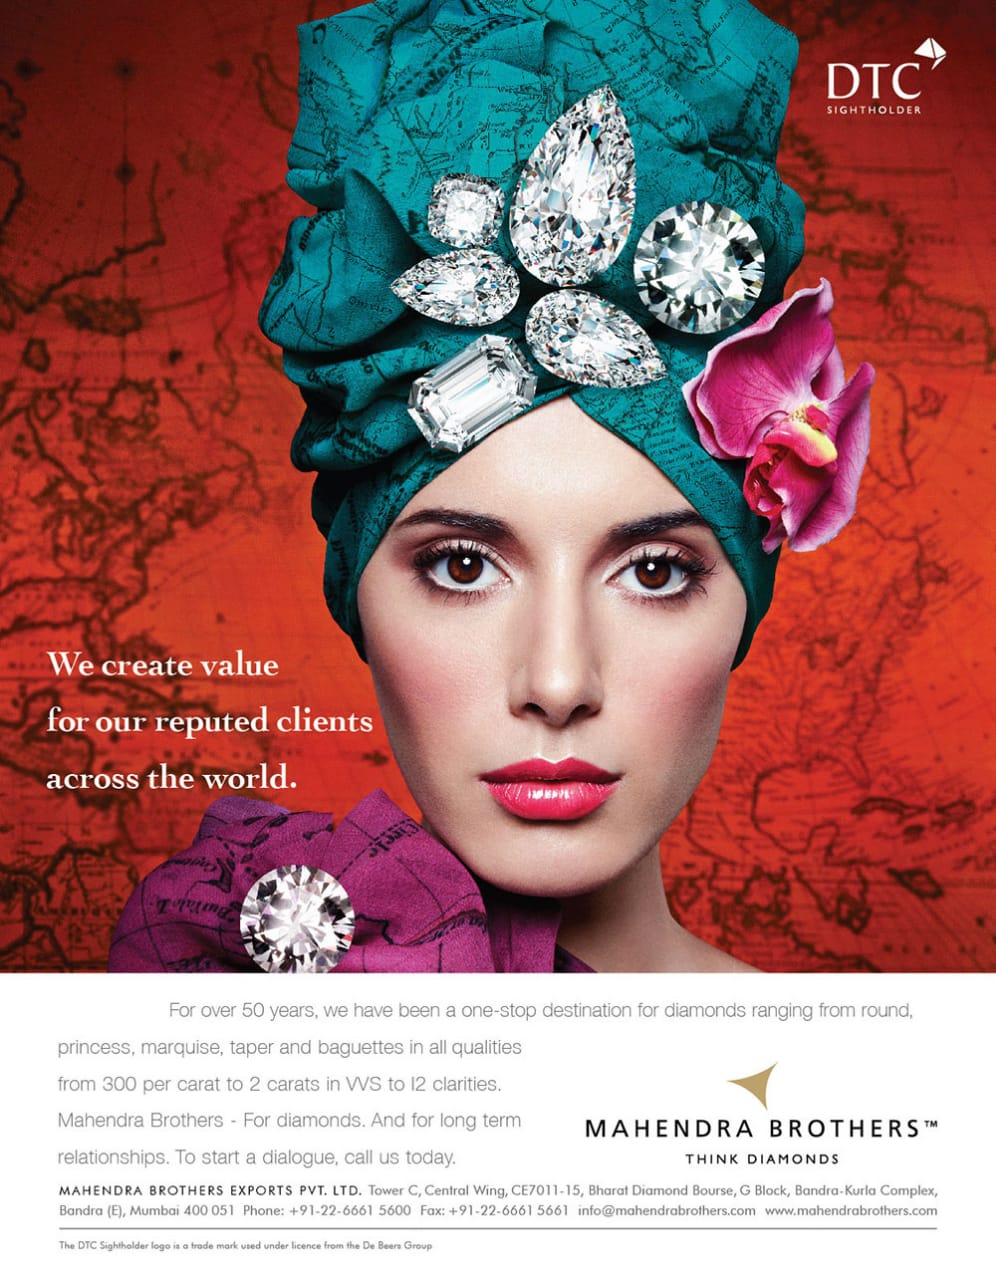 DTC
SIGHTHOLDER
We create value
for our reputed clients
across the world.
For over 50 years, we have been a one-stop destination for diamonds ranging from round,
princess, marquise, taper and baguettes in all qualities
from 300 per carat to 2 carats in VVS to I2 clarities.
Mahendra Brothers - For diamonds. And for long term
relationships. To start a dialogue, call us today.
MAHENDRA BROTHERS™
THINK DIAMONDS
MAHENDRA BROTHERS EXPORTS PVT. LTD. Tower C, Central Wing, CE7011-15, Bharat Diamond Bourse, G Block, Bandra-Kurla Complex,
Bandra (E), Mumbai 400 051 Phone: +91-22-6661 5600 Fax: +91-22-6661 5661 info@mahendrabrothers.com www.mahendrabrothers.com
The DTC Sightholder logo is a trade mark used under licence from the De Beers Group